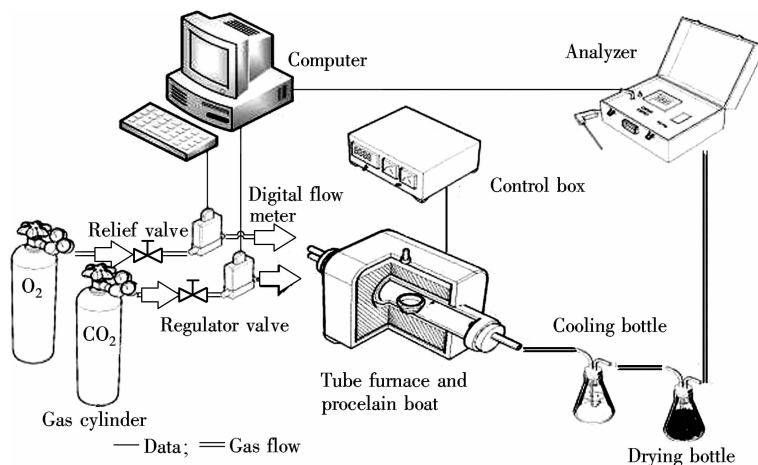 Computer
Analyzer
Control box
Digital flow
meter
Relief valve
O2
CO2
Regulator valve
Cooling bottle
Tube furnace and
procelain boat
Gas cylinder
— Data; ═ Gas flow
Drying bottle